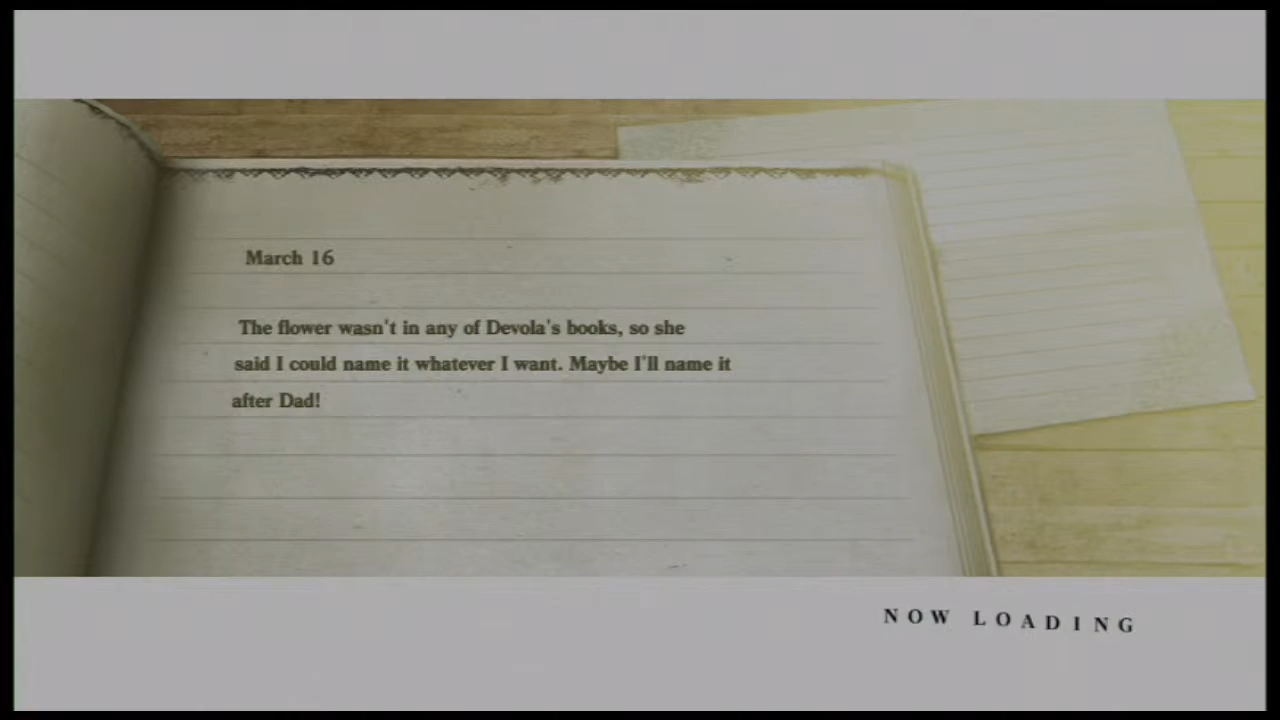 March 16
The flower wasn't in any of Devola's books, so she
said I could name it whatever I want. Maybe I'll name it
after Dad!
NOW LOADING